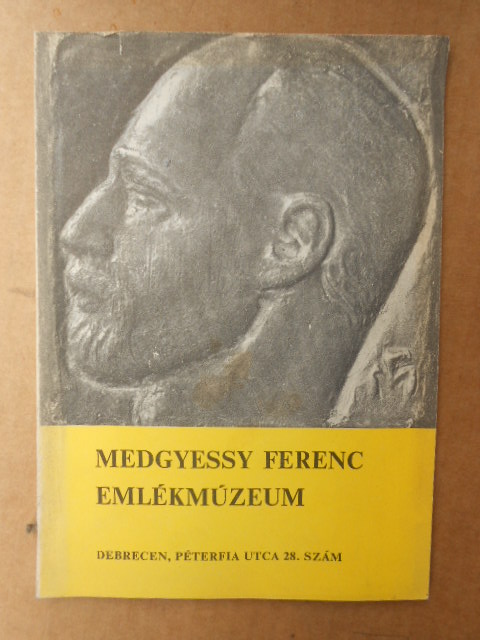 MEDGYESSY FERENC
EMLÉKMÚZEUM
DEBRECEN, PÉTERFIA UTCA 28. SZÁM